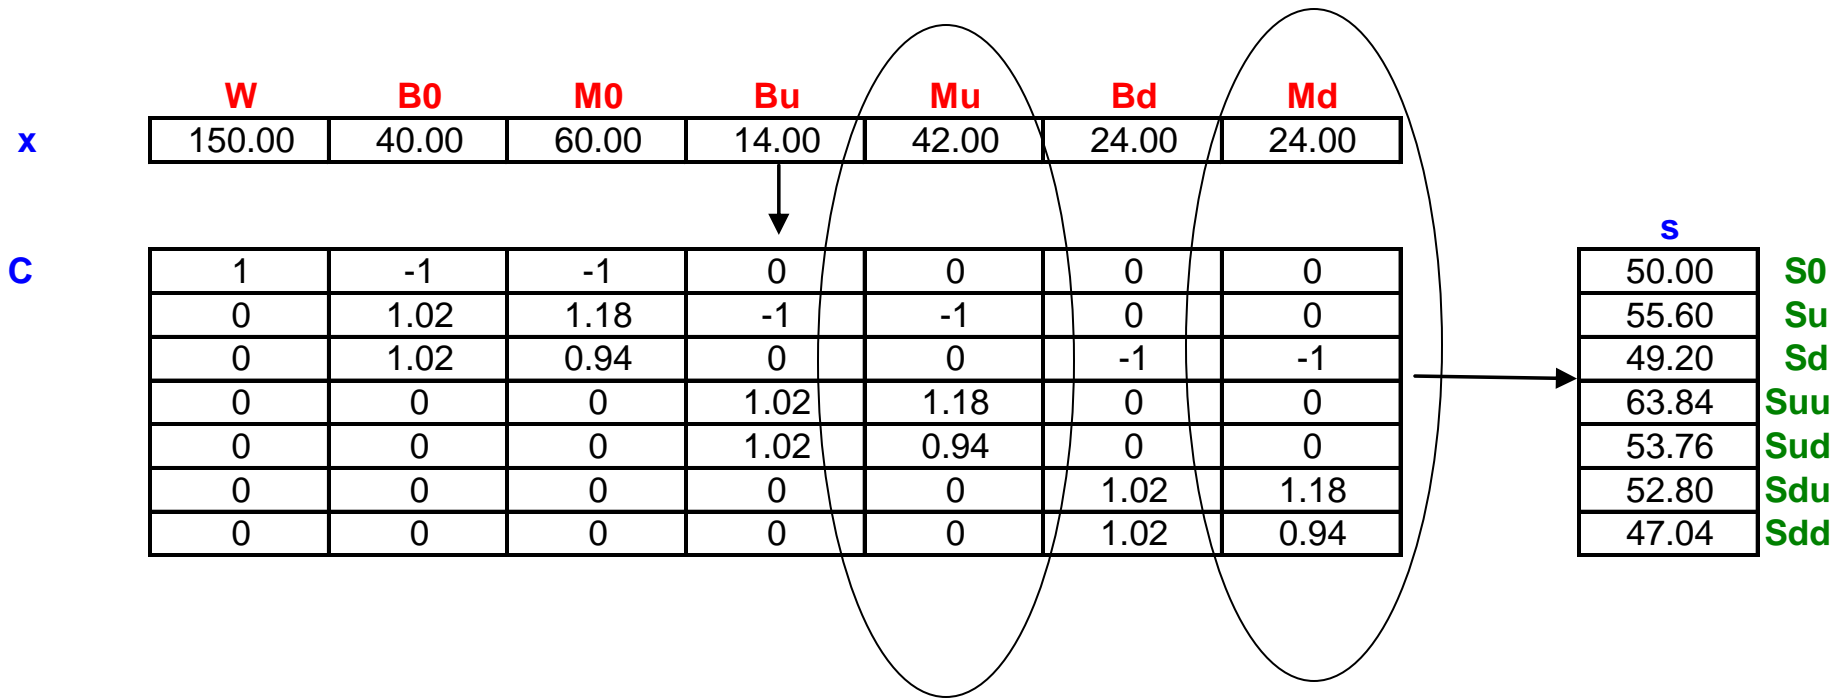 W B0 M0 Bu Mu Bd Md
x 150.00 40.00 60.00 14.00 42.00 24.00 24.00
s
C 1 -1 -1 0 0 0 0 50.00 S0
0 1.02 1.18 -1 -1 0 0 55.60 Su
0 1.02 0.94 0 0 -1 -1 49.20 Sd
0 0 0 1.02 1.18 0 0 63.84 Suu
0 0 0 1.02 0.94 0 0 53.76 Sud
0 0 0 0 0 1.02 1.18 52.80 Sdu
0 0 0 0 0 1.02 0.94 47.04 Sdd